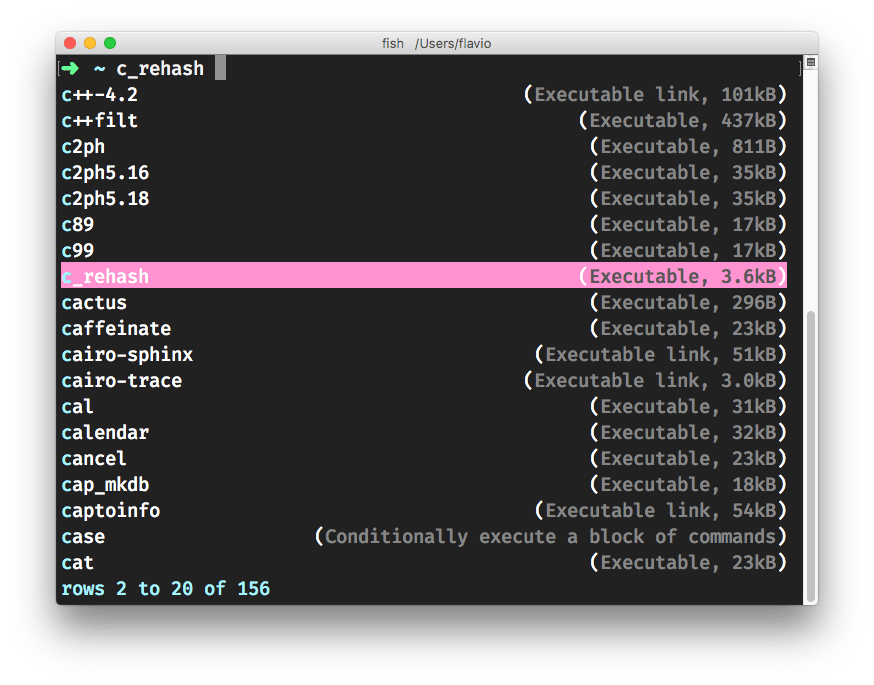 fish /Users/flavio
[➜ ~ c_rehash ]
c++-4.2 (Executable link, 101kB)
c++filt (Executable, 437kB)
c2ph (Executable, 811B)
c2ph5.16 (Executable, 35kB)
c2ph5.18 (Executable, 35kB)
c89 (Executable, 17kB)
c99 (Executable, 17kB)
c_rehash (Executable, 3.6kB)
cactus (Executable, 296B)
caffeinate (Executable, 23kB)
cairo-sphinx (Executable link, 51kB)
cairo-trace (Executable link, 3.0kB)
cal (Executable, 31kB)
calendar (Executable, 32kB)
cancel (Executable, 23kB)
cap_mkdb (Executable, 18kB)
captoinfo (Executable link, 54kB)
case (Conditionally execute a block of commands)
cat (Executable, 23kB)
rows 2 to 20 of 156